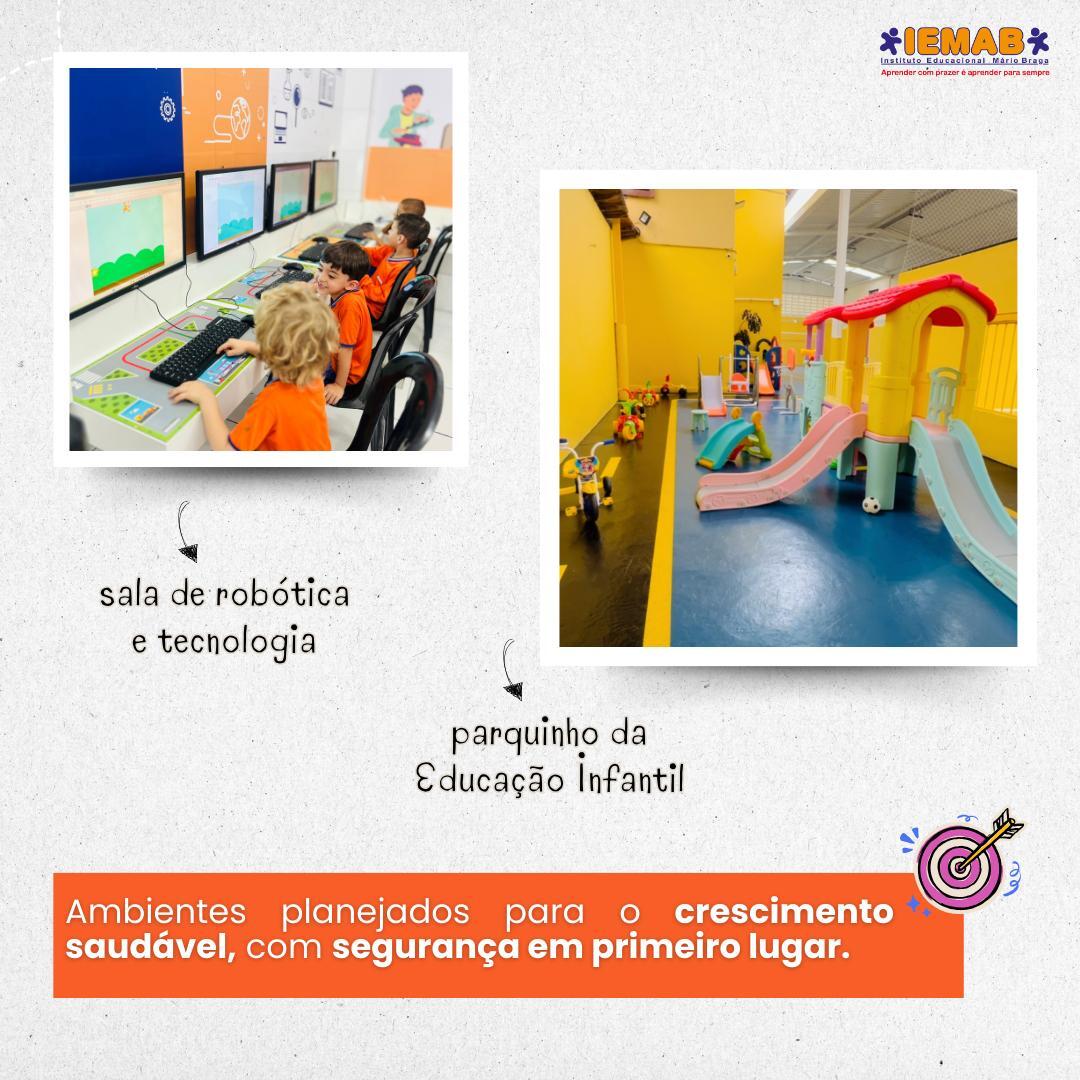 IEMAB
Instituto Educacional Mário Braga
Aprender com prazer é aprender para sempre
sala de robótica
e tecnologia
parquinho da
Educação Infantil
Ambientes planejados para o crescimento
saudável, com segurança em primeiro lugar.